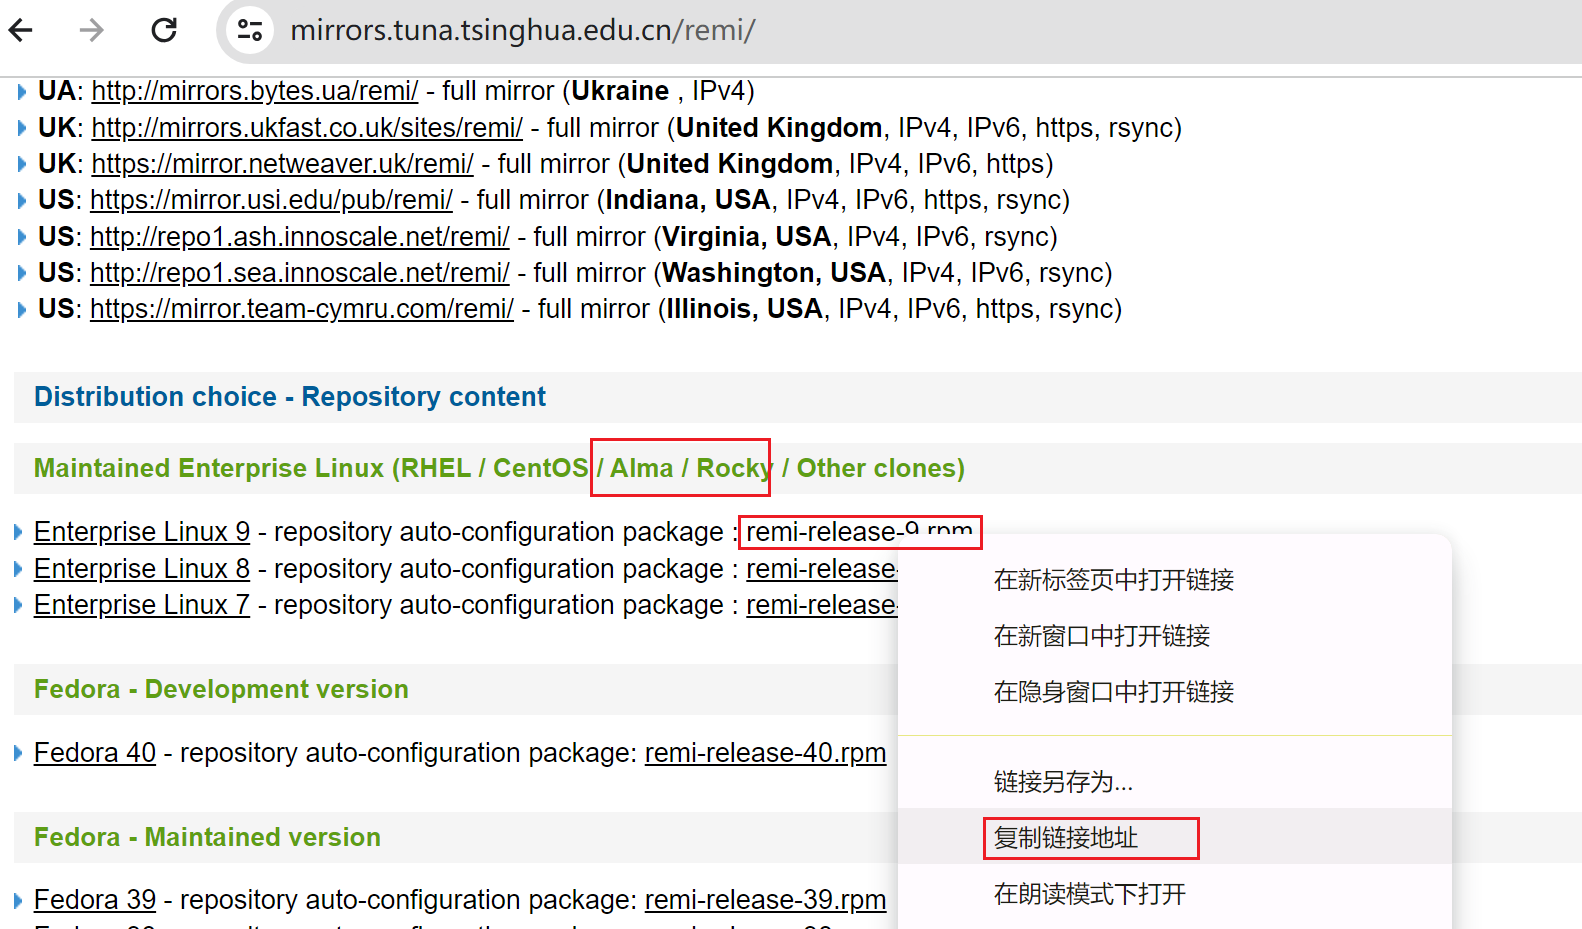 mirrors.tuna.tsinghua.edu.cn/remi/
UA: http://mirrors.bytes.ua/remi/ - full mirror (Ukraine , IPv4)
UK: http://mirrors.ukfast.co.uk/sites/remi/ - full mirror (United Kingdom, IPv4, IPv6, https, rsync)
UK: https://mirror.netweaver.uk/remi/ - full mirror (United Kingdom, IPv4, IPv6, https)
US: https://mirror.usi.edu/pub/remi/ - full mirror (Indiana, USA, IPv4, IPv6, https, rsync)
US: http://repo1.ash.innoscale.net/remi/ - full mirror (Virginia, USA, IPv4, IPv6, rsync)
US: http://repo1.sea.innoscale.net/remi/ - full mirror (Washington, USA, IPv4, IPv6, rsync)
US: https://mirror.team-cymru.com/remi/ - full mirror (Illinois, USA, IPv4, IPv6, https, rsync)
Distribution choice - Repository content
Maintained Enterprise Linux (RHEL / CentOS / Alma / Rocky / Other clones)
Enterprise Linux 9 - repository auto-configuration package : remi-release-9.rpm
Enterprise Linux 8 - repository auto-configuration package : remi-release-
Enterprise Linux 7 - repository auto-configuration package : remi-release-
Fedora - Development version
Fedora 40 - repository auto-configuration package: remi-release-40.rpm
Fedora - Maintained version
Fedora 39 - repository auto-configuration package: remi-release-39.rpm
在新标签页中打开链接
在新窗口中打开链接
在隐身窗口中打开链接
链接另存为...
复制链接地址
在朗读模式下打开